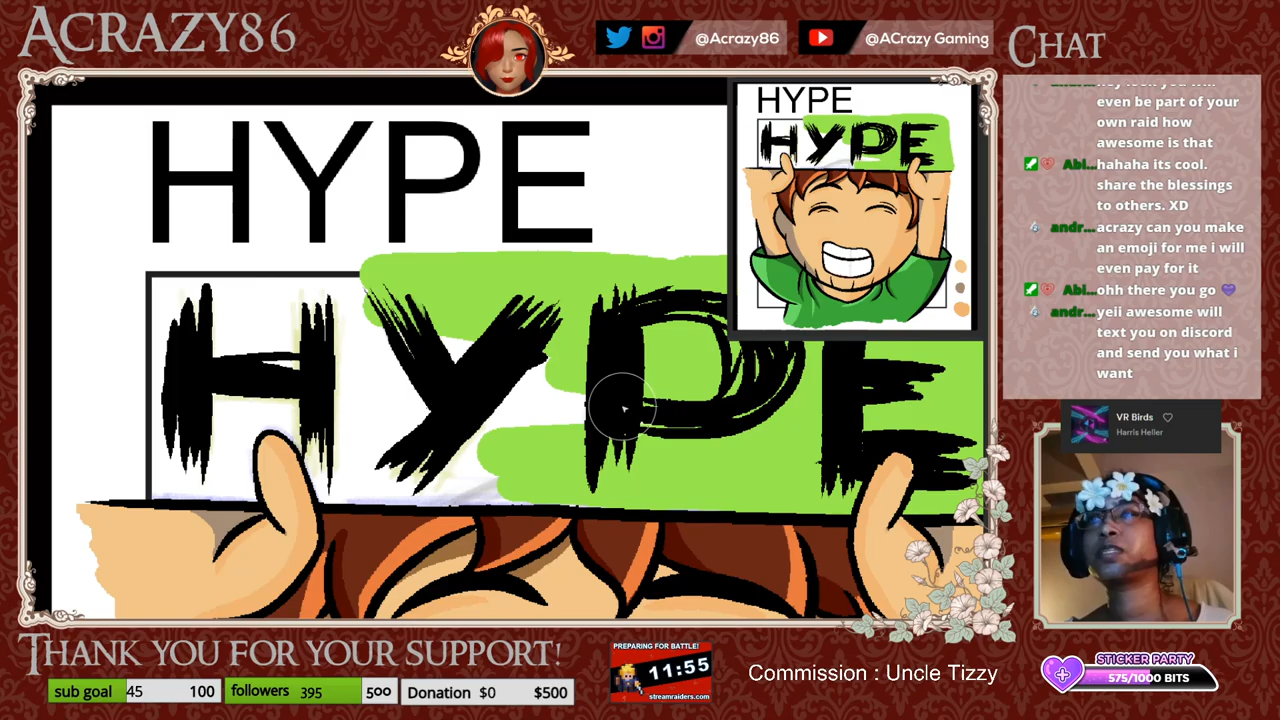 ACRAZY86
@Acrazy86
@ACrazy Gaming
CHAT
HYPE
HYPE
HYPE
HYPE
even be part of your
own raid how
awesome is that
Abi... hahaha its cool.
share the blessings
to others. XD
andr... acrazy can you make
an emoji for me i will
even pay for it
Abi... ohh there you go
andr... yeii awesome will
text you on discord
and send you what i
want
VR Birds
Harris Heller
THANK YOU FOR YOUR SUPPORT!
sub goal 45 100
followers 395 500
Donation $0 $500
PREPARING FOR BATTLE!
11:55
streamraiders.com
Commission : Uncle Tizzy
STICKER PARTY
575/1000 BITS